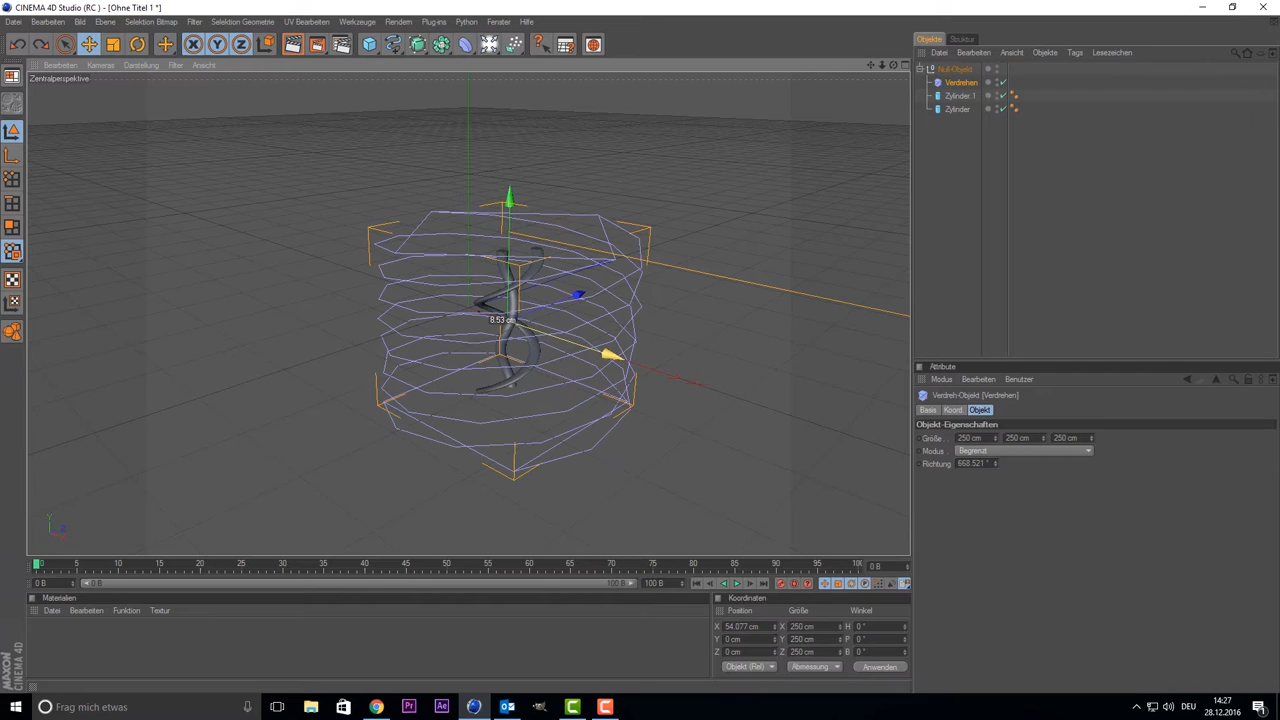 CINEMA 4D Studio (RC ) - [Ohne Titel 1 *]
Datei Bearbeiten Bild Ebene Selektion Bitmap Filter Selektion Geometrie UV Bearbeiten Werkzeuge Rendern Plug-ins Python Fenster Hilfe
X Y Z
Bearbeiten Kameras Darstellung Filter Ansicht
Zentralperspektive
8.53 cm
Y
Z
X
Objekte Struktur
Datei Bearbeiten Ansicht Objekte Tags Lesezeichen
Null-Objekt
Verdrehen
Zylinder.1
Zylinder
Attribute
Modus Bearbeiten Benutzer
Verdreh-Objekt [Verdrehen]
Basis Koord. Objekt
Objekt-Eigenschaften
Größe . . 250 cm 250 cm 250 cm
Modus . . Begrenzt
Richtung 668.521 °
0 5 10 15 20 25 30 35 40 45 50 55 60 65 70 75 80 85 90 95 100 0 B
0 B 0 B 100 B 100 B
Materialien
Datei Bearbeiten Funktion Textur
Koordinaten
Position Größe Winkel
X 54.077 cm X 250 cm H 0 °
Y 0 cm Y 250 cm P 0 °
Z 0 cm Z 250 cm B 0 °
Objekt (Rel) Abmessung Anwenden
MAXON
CINEMA 4D
Frag mich etwas
Pr Ae C C
DEU
14:27
28.12.2016